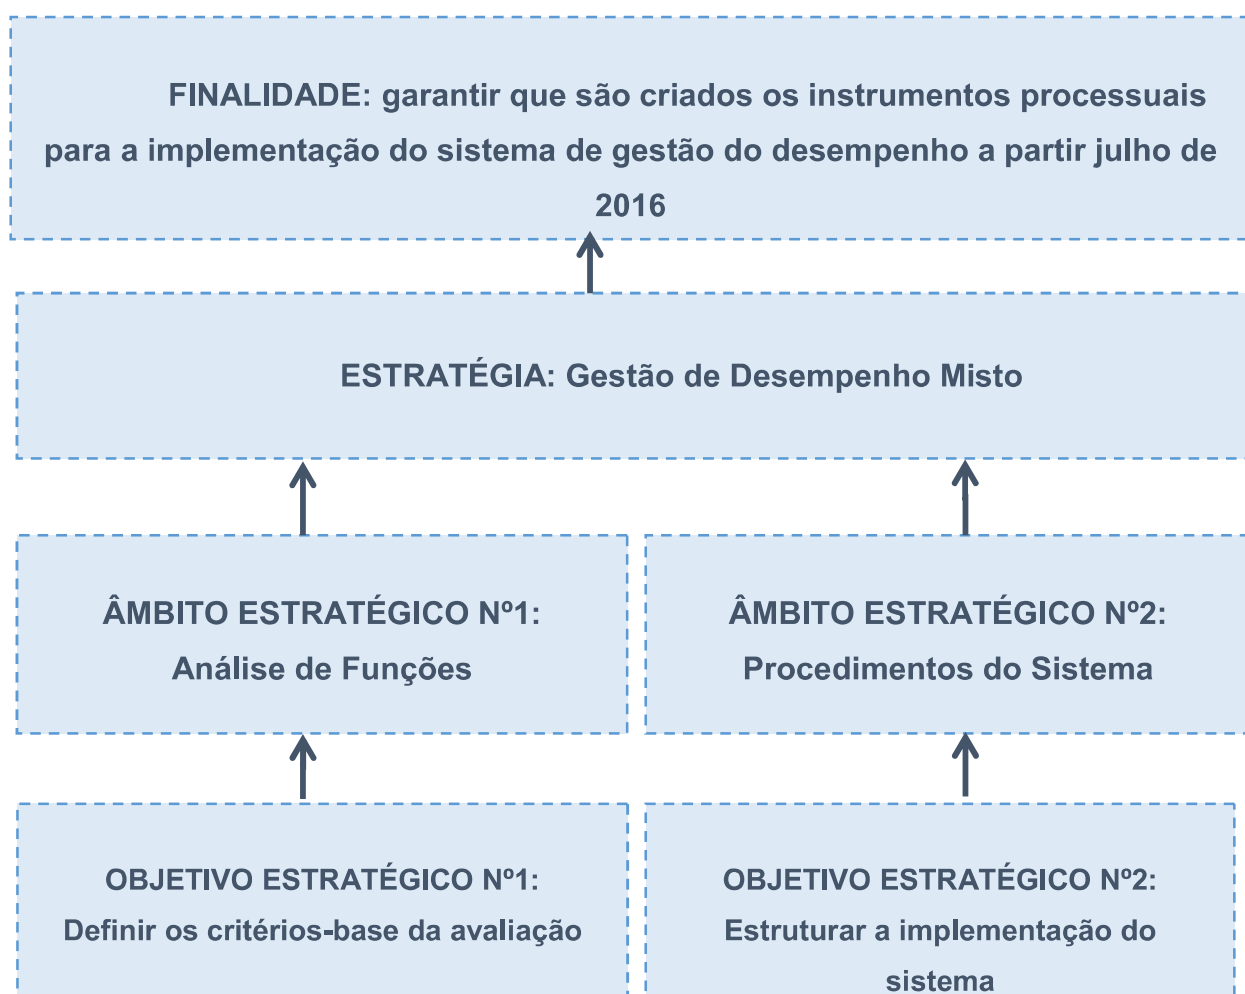 FINALIDADE: garantir que são criados os instrumentos processuais
para a implementação do sistema de gestão do desempenho a partir julho de
2016
ESTRATÉGIA: Gestão de Desempenho Misto
ÂMBITO ESTRATÉGICO Nº1:
Análise de Funções
ÂMBITO ESTRATÉGICO Nº2:
Procedimentos do Sistema
OBJETIVO ESTRATÉGICO Nº1:
Definir os critérios-base da avaliação
OBJETIVO ESTRATÉGICO Nº2:
Estruturar a implementação do
sistema